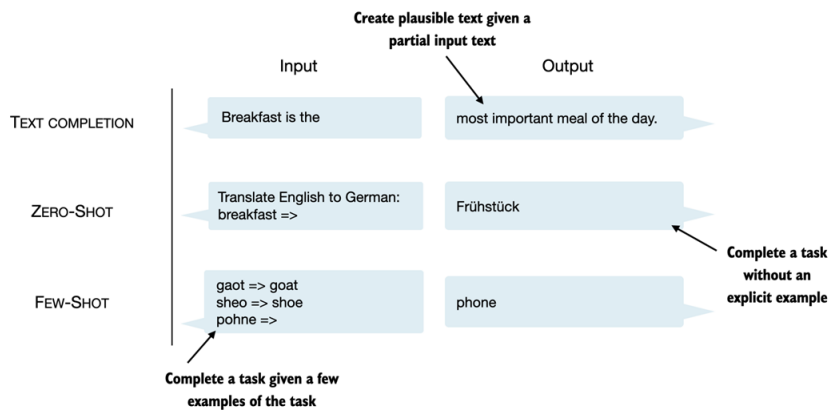 Create plausible text given a
partial input text
Input
Output
TEXT COMPLETION
Breakfast is the
most important meal of the day.
ZERO-SHOT
Translate English to German:
breakfast =>
Frühstück
Complete a task
without an
explicit example
FEW-SHOT
gaot => goat
sheo => shoe
pohne =>
phone
Complete a task given a few
examples of the task